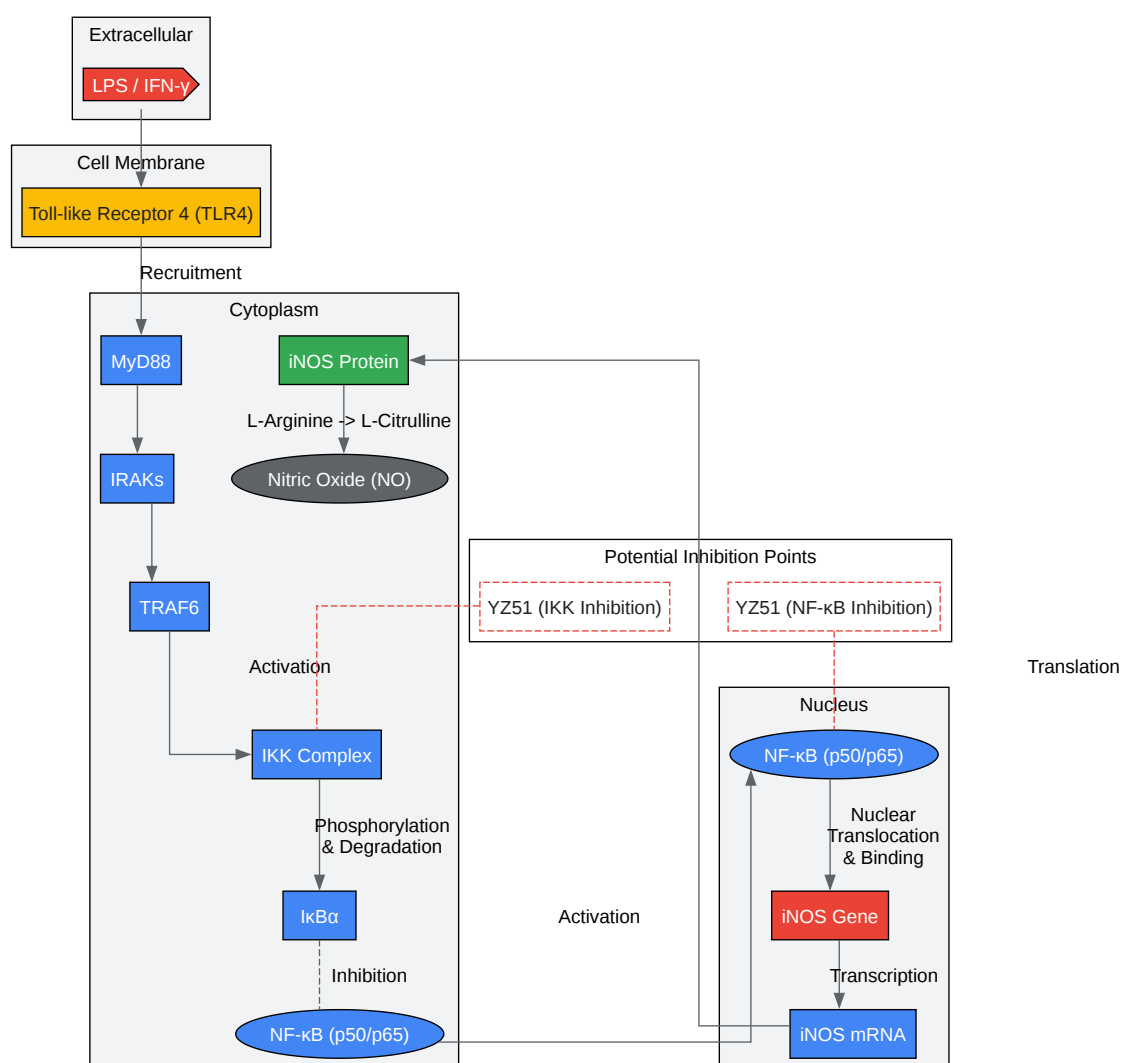 Extracellular
LPS / IFN-γ
Cell Membrane
Toll-like Receptor 4 (TLR4)
Recruitment
Cytoplasm
MyD88
iNOS Protein
L-Arginine -> L-Citrulline
IRAKs
Nitric Oxide (NO)
Potential Inhibition Points
TRAF6
YZ51 (IKK Inhibition)
YZ51 (NF-κB Inhibition)
Activation
Translation
Nucleus
IKK Complex
NF-κB (p50/p65)
Phosphorylation
& Degradation
Nuclear
Translocation
& Binding
IκBα
Activation
iNOS Gene
Inhibition
Transcription
NF-κB (p50/p65)
iNOS mRNA